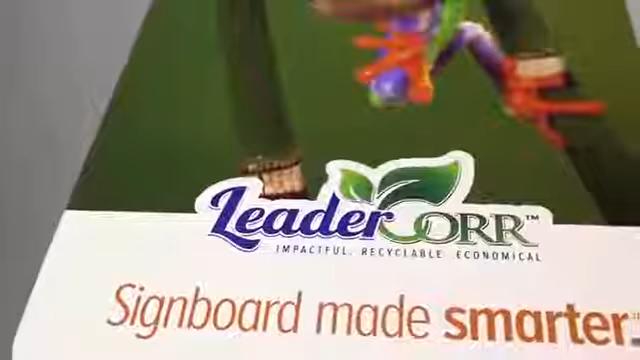 LeaderCORR™
IMPACTFUL. RECYCLABLE. ECONOMICAL
Signboard made smarter.